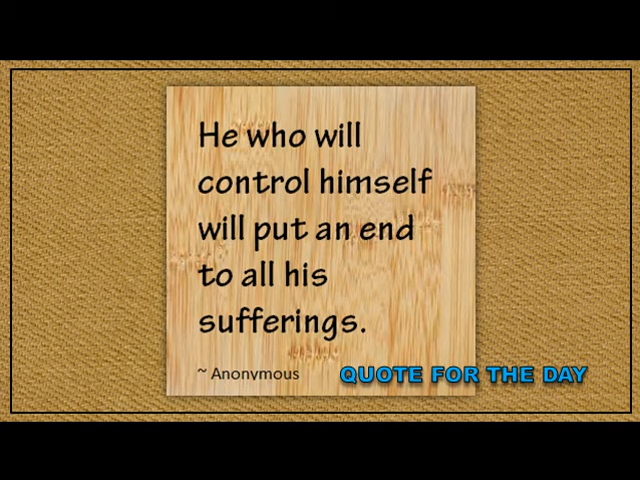 He who will
control himself
will put an end
to all his
sufferings.
~ Anonymous
QUOTE FOR THE DAY